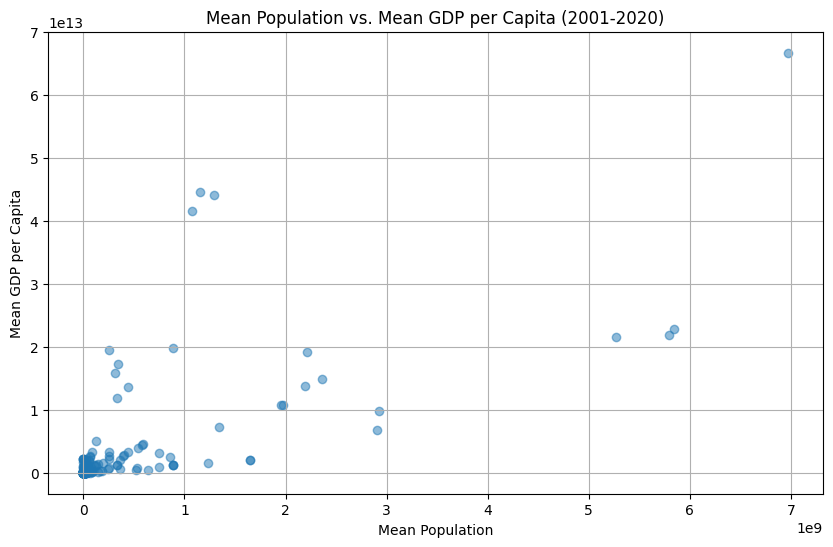 Mean Population vs. Mean GDP per Capita (2001-2020)
1e13
7
6
5
4
3
2
1
0
Mean GDP per Capita
0 1 2 3 4 5 6 7
1e9
Mean Population